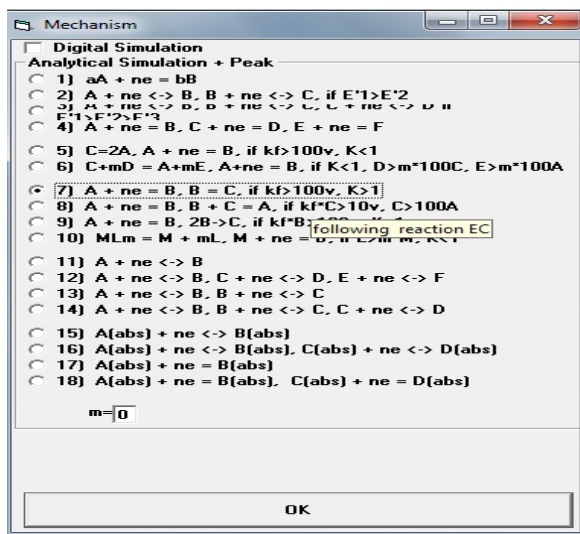 Mechanism
Digital Simulation
Analytical Simulation + Peak
1) aA + ne = bB
2) A + ne <-> B, B + ne <-> C, if E'1>E'2
3) A + ne <-> B, B + ne <-> C, C + ne <-> D if
E'1>E'2>E'3
4) A + ne = B, C + ne = D, E + ne = F
5) C=2A, A + ne = B, if kf>100v, K<1
6) C+mD = A+mE, A+ne = B, if K<1, D>m*100C, E>m*100A
7) A + ne = B, B = C, if kf>100v, K>1
8) A + ne = B, B + C = A, if kf*C>10v, C>100A
9) A + ne = B, 2B->C, if kf*B>
following reaction EC
10) MLm = M + mL, M + ne =
11) A + ne <-> B
12) A + ne <-> B, C + ne <-> D, E + ne <-> F
13) A + ne <-> B, B + ne <-> C
14) A + ne <-> B, B + ne <-> C, C + ne <-> D
15) A(abs) + ne <-> B(abs)
16) A(abs) + ne <-> B(abs), C(abs) + ne <-> D(abs)
17) A(abs) + ne = B(abs)
18) A(abs) + ne = B(abs), C(abs) + ne = D(abs)
m= 0
OK